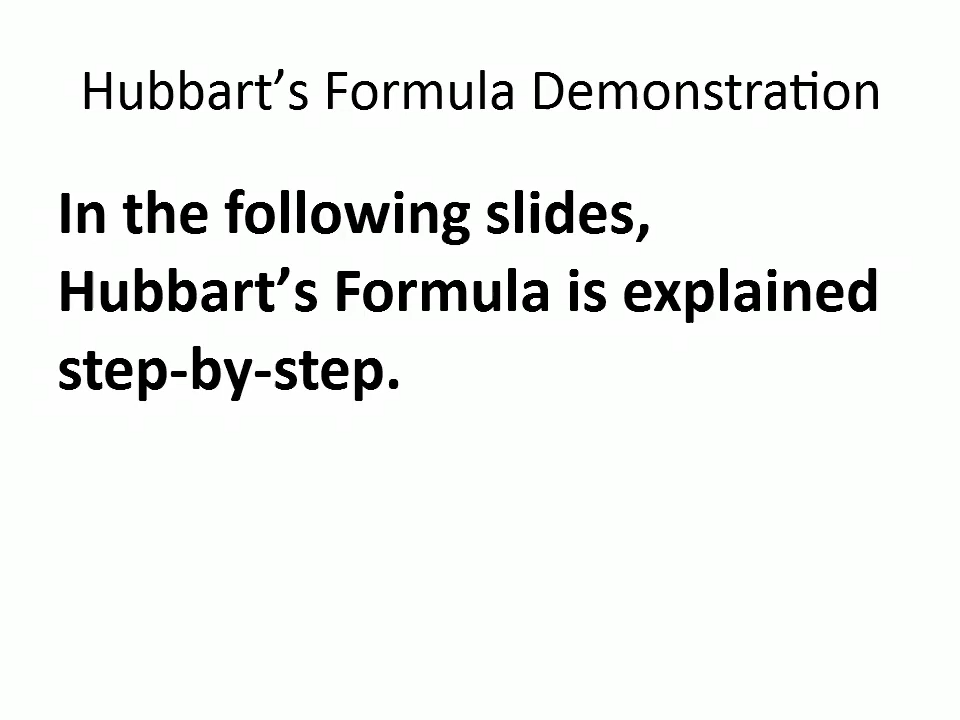 Hubbart’s Formula Demonstration
In the following slides,
Hubbart’s Formula is explained
step-by-step.